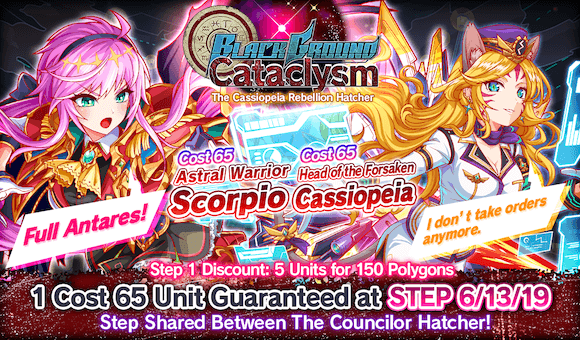 BLACKGROUND
Cataclysm
The Cassiopeia Rebellion Hatcher
Cost 65
Astral Warrior
Scorpio
Cost 65
Head of the Forsaken
Cassiopeia
Full Antares!
I don't take orders
anymore.
Step 1 Discount: 5 Units for 150 Polygons
1 Cost 65 Unit Guaranteed at STEP 6/13/19
Step Shared Between The Councilor Hatcher!